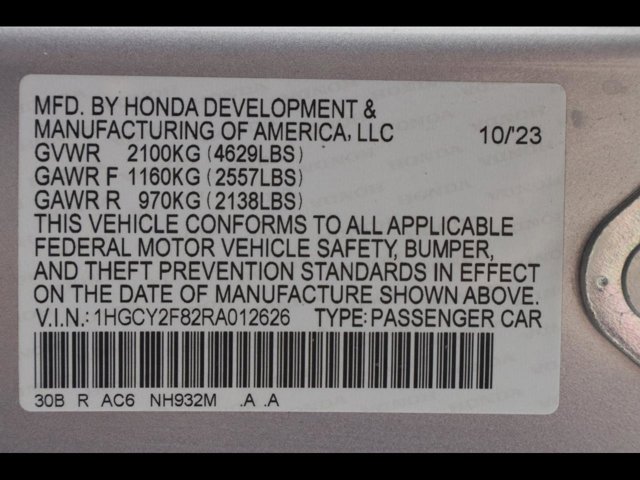 MFD. BY HONDA DEVELOPMENT &
MANUFACTURING OF AMERICA, LLC 10/'23
GVWR 2100KG (4629LBS)
GAWR F 1160KG (2557LBS)
GAWR R 970KG (2138LBS)
THIS VEHICLE CONFORMS TO ALL APPLICABLE
FEDERAL MOTOR VEHICLE SAFETY, BUMPER,
AND THEFT PREVENTION STANDARDS IN EFFECT
ON THE DATE OF MANUFACTURE SHOWN ABOVE.
V.I.N.: 1HGCY2F82RA012626 TYPE: PASSENGER CAR
30B R AC6 NH932M .A .A